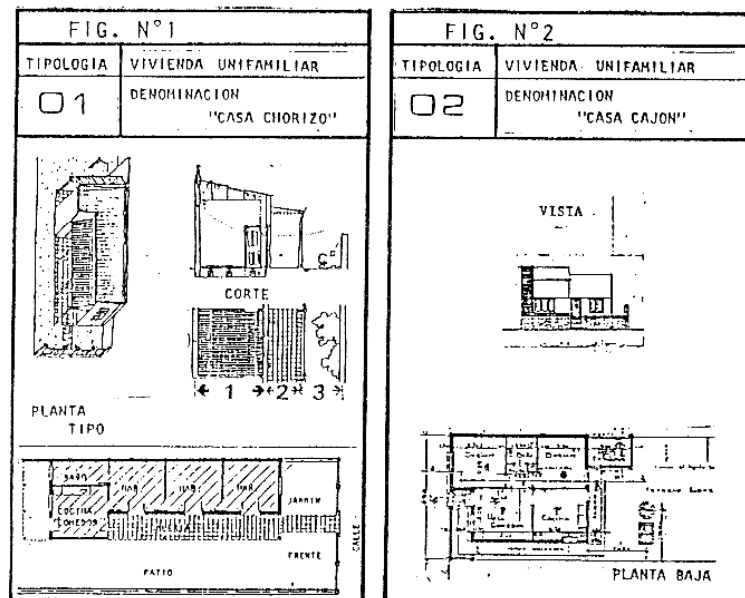 FIG. N°1
TIPOLOGIA
VIVIENDA UNIFAMILIAR
01
DENOMINACION
"CASA CHORIZO"
CORTE
1 2 3
PLANTA
TIPO
BAÑO
COCINA
COMEDOR
HAB.
HAB.
HAB.
JARDIN
FRENTE
CALLE
PATIO
FIG. N°2
TIPOLOGIA
VIVIENDA UNIFAMILIAR
02
DENOMINACION
"CASA CAJON"
VISTA
Cocina
PLANTA BAJA